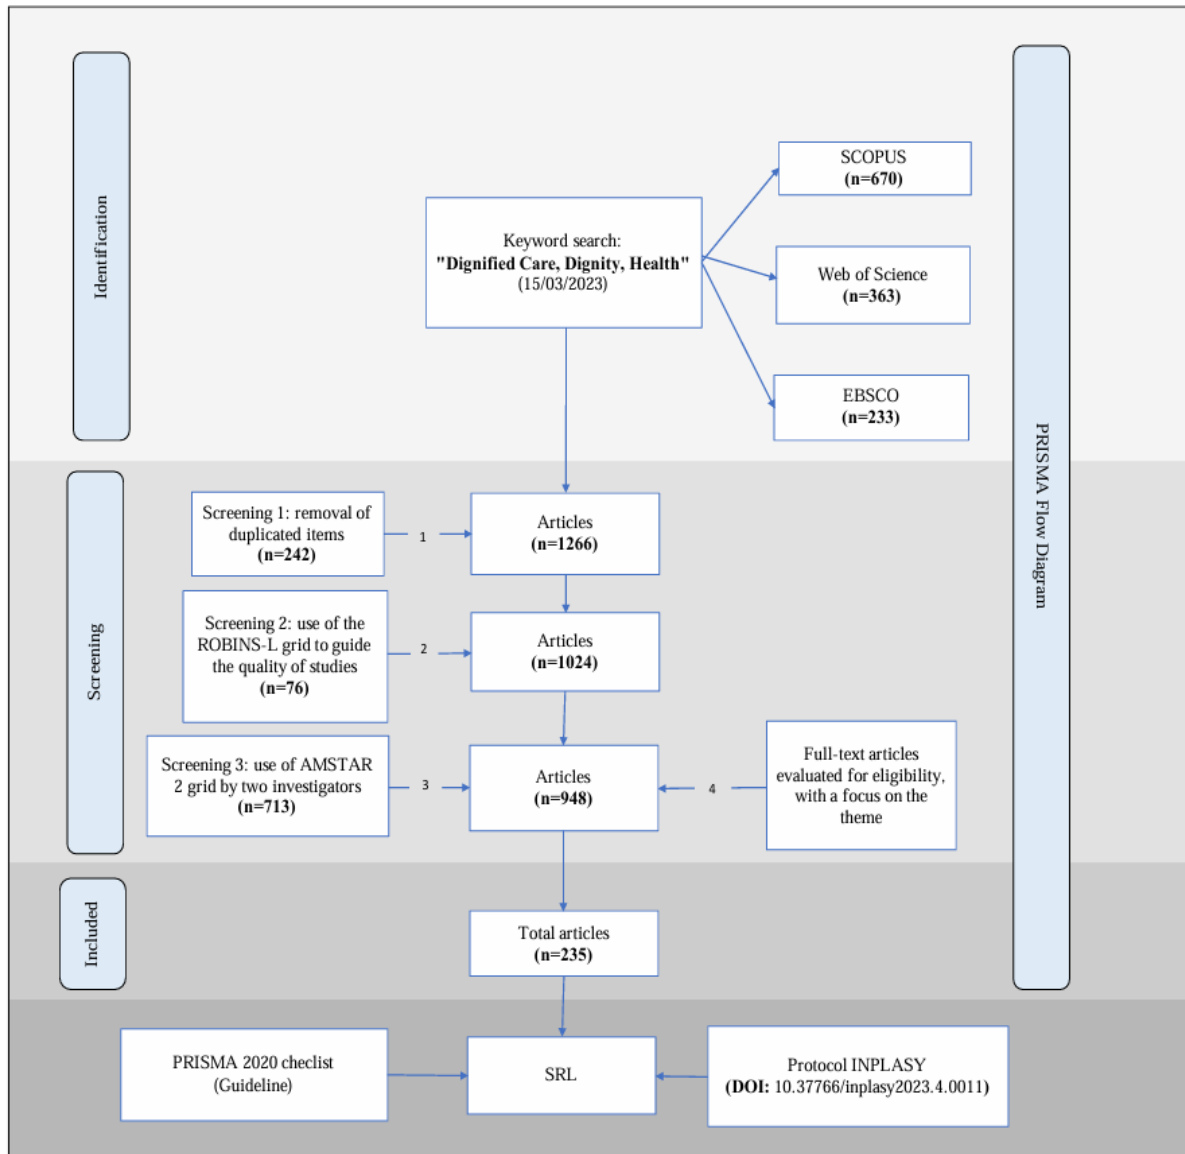 Identification
SCOPUS
(n=670)
Keyword search:
"Dignified Care, Dignity, Health"
(15/03/2023)
Web of Science
(n=363)
EBSCO
(n=233)
PRISMA Flow Diagram
Screening
Screening 1: removal of
duplicated items
(n=242)
1
Articles
(n=1266)
Screening 2: use of the
ROBINS-L grid to guide
the quality of studies
(n=76)
2
Articles
(n=1024)
Screening 3: use of AMSTAR
2 grid by two investigators
(n=713)
3
Articles
(n=948)
4
Full-text articles
evaluated for eligibility,
with a focus on the
theme
Included
Total articles
(n=235)
PRISMA 2020 checlist
(Guideline)
SRL
Protocol INPLASY
(DOI: 10.37766/inplasy2023.4.0011)